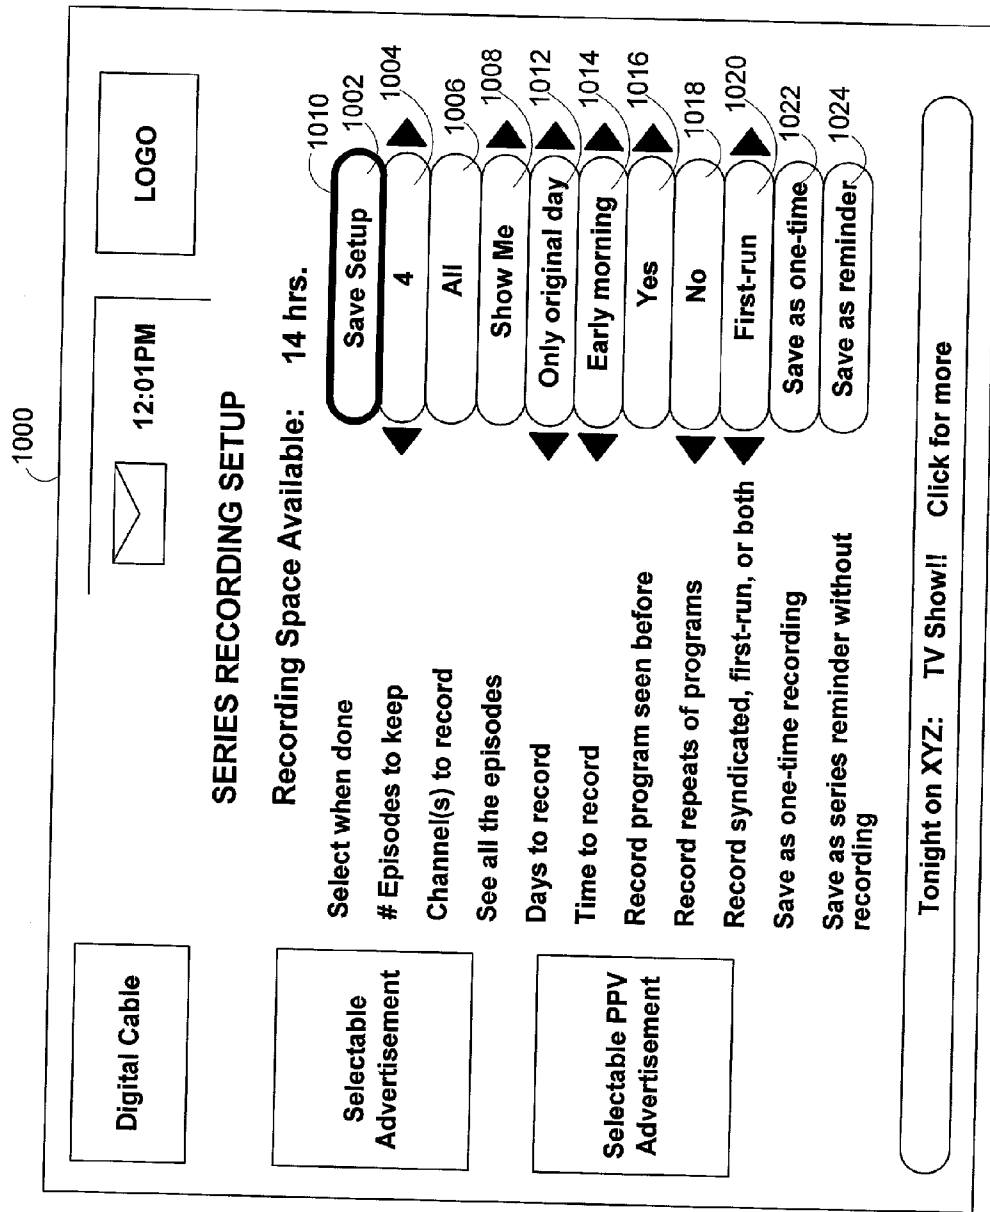 1000
Digital Cable
12:01PM
LOGO
SERIES RECORDING SETUP
Recording Space Available: 14 hrs.
1010
Select when done Save Setup 1002
# Episodes to keep 4 1004
Channel(s) to record All 1006
See all the episodes Show Me 1008
Days to record Only original day 1012
Time to record Early morning 1014
Record program seen before Yes 1016
Record repeats of programs No 1018
Record syndicated, first-run, or both First-run 1020
Save as one-time recording Save as one-time 1022
Save as series reminder without Save as reminder 1024
recording
Selectable
Advertisement
Selectable PPV
Advertisement
Tonight on XYZ: TV Show!! Click for more